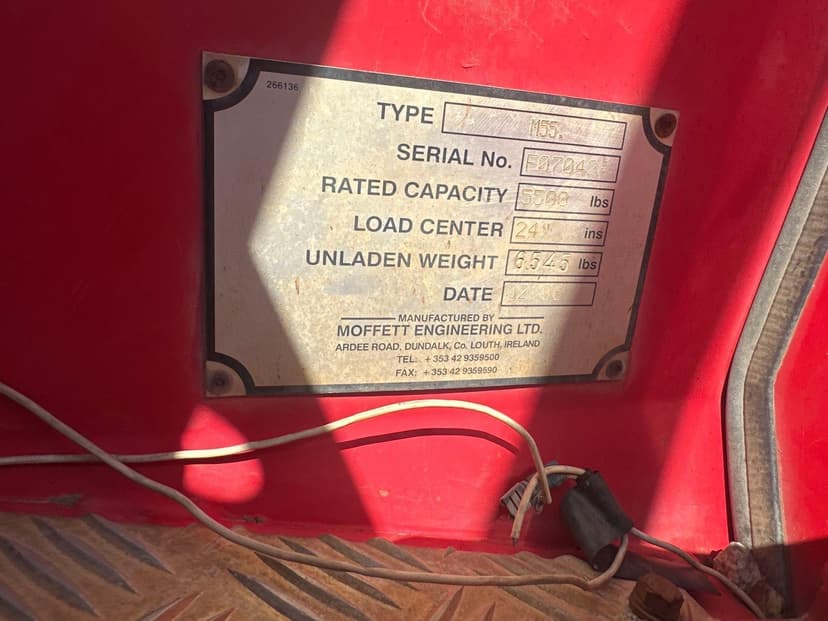 266136
TYPE M55.
SERIAL No.
RATED CAPACITY 5500 lbs
LOAD CENTER 24" ins
UNLADEN WEIGHT 6545 lbs
DATE
MANUFACTURED BY
MOFFETT ENGINEERING LTD.
ARDEE ROAD, DUNDALK, Co. LOUTH, IRELAND
TEL: +353 42 9359500
FAX: +353 42 9359590